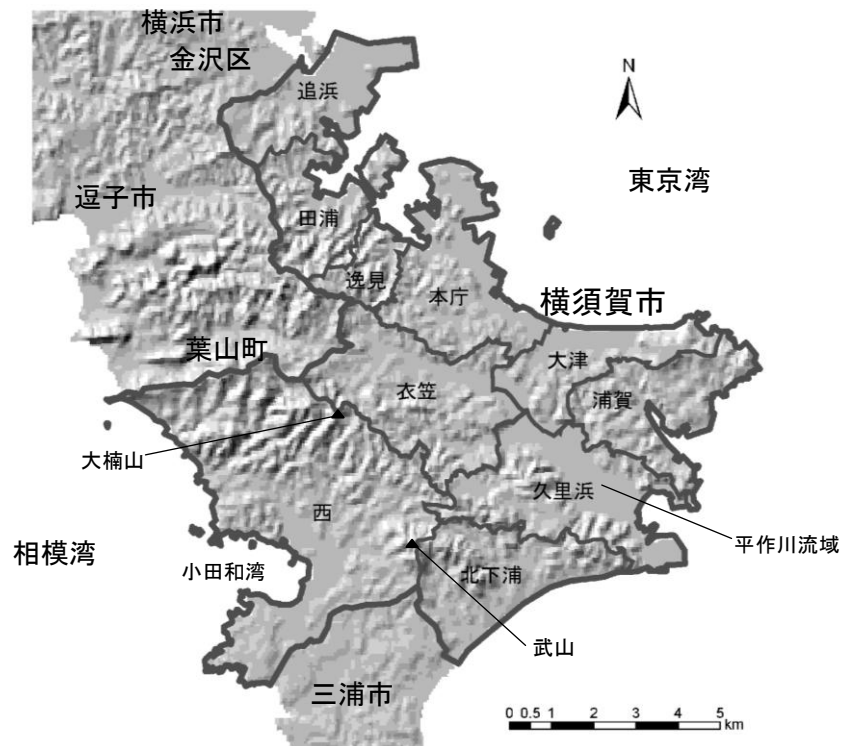 横浜市
金沢区
追浜
N
東京湾
逗子市
田浦
逸見
本庁
横須賀市
葉山町
大津
衣笠
浦賀
大楠山
久里浜
西
平作川流域
相模湾
小田和湾
北下浦
武山
三浦市
0 0.5 1 2 3 4 5
km